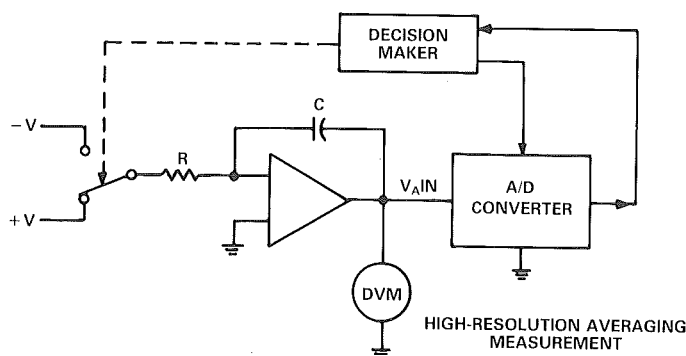 DECISION
MAKER
C
−V
R
+V
VAIN
A/D
CONVERTER
DVM
HIGH-RESOLUTION AVERAGING
MEASUREMENT